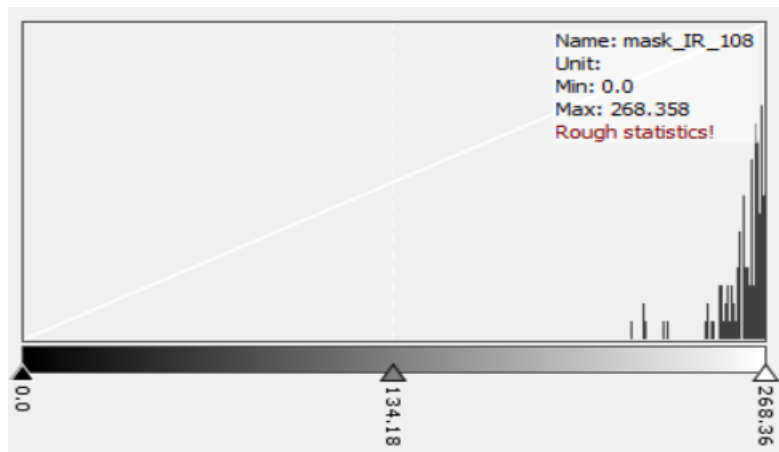 Name: mask_IR_108
Unit:
Min: 0.0
Max: 268.358
Rough statistics!
0.0
134.18
268.36